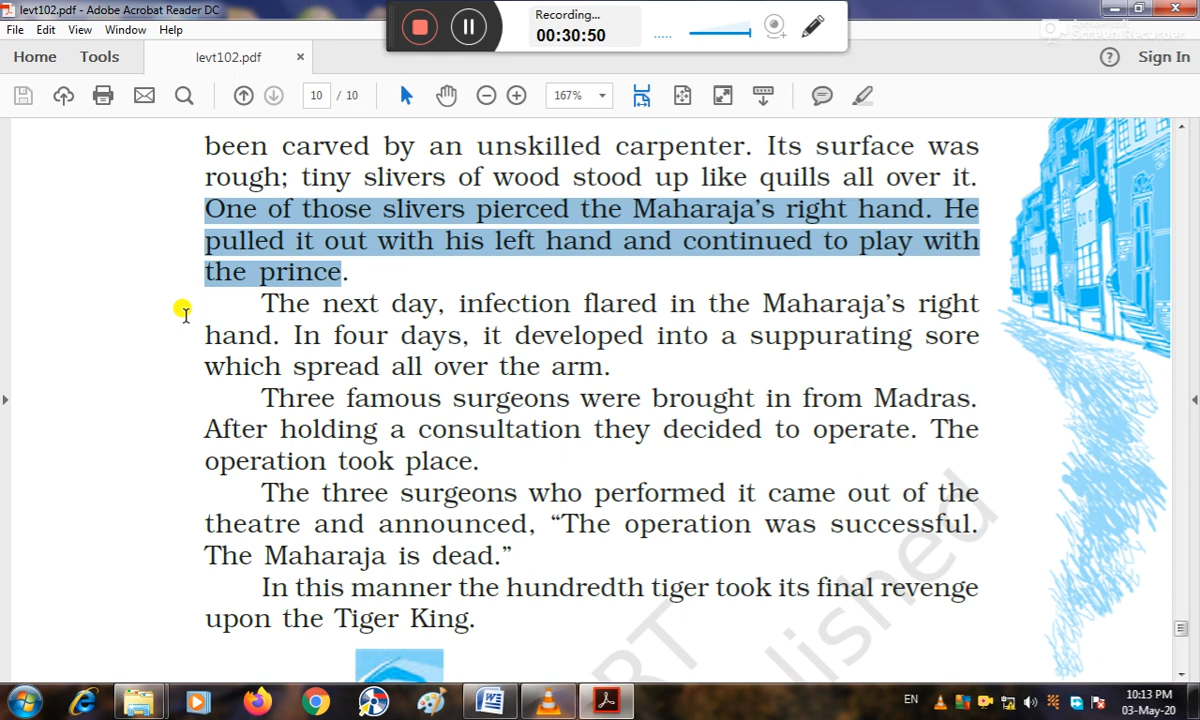 levt102.pdf - Adobe Acrobat Reader DC
File Edit View Window Help
Recording...
00:30:50
Screen Recorder
Home Tools levt102.pdf × Sign In
10 / 10 167%
been carved by an unskilled carpenter. Its surface was
rough; tiny slivers of wood stood up like quills all over it.
One of those slivers pierced the Maharaja's right hand. He
pulled it out with his left hand and continued to play with
the prince.
The next day, infection flared in the Maharaja's right
hand. In four days, it developed into a suppurating sore
which spread all over the arm.
Three famous surgeons were brought in from Madras.
After holding a consultation they decided to operate. The
operation took place.
The three surgeons who performed it came out of the
theatre and announced, “The operation was successful.
The Maharaja is dead.”
In this manner the hundredth tiger took its final revenge
upon the Tiger King.
RT
lished
EN
10:13 PM
03-May-20